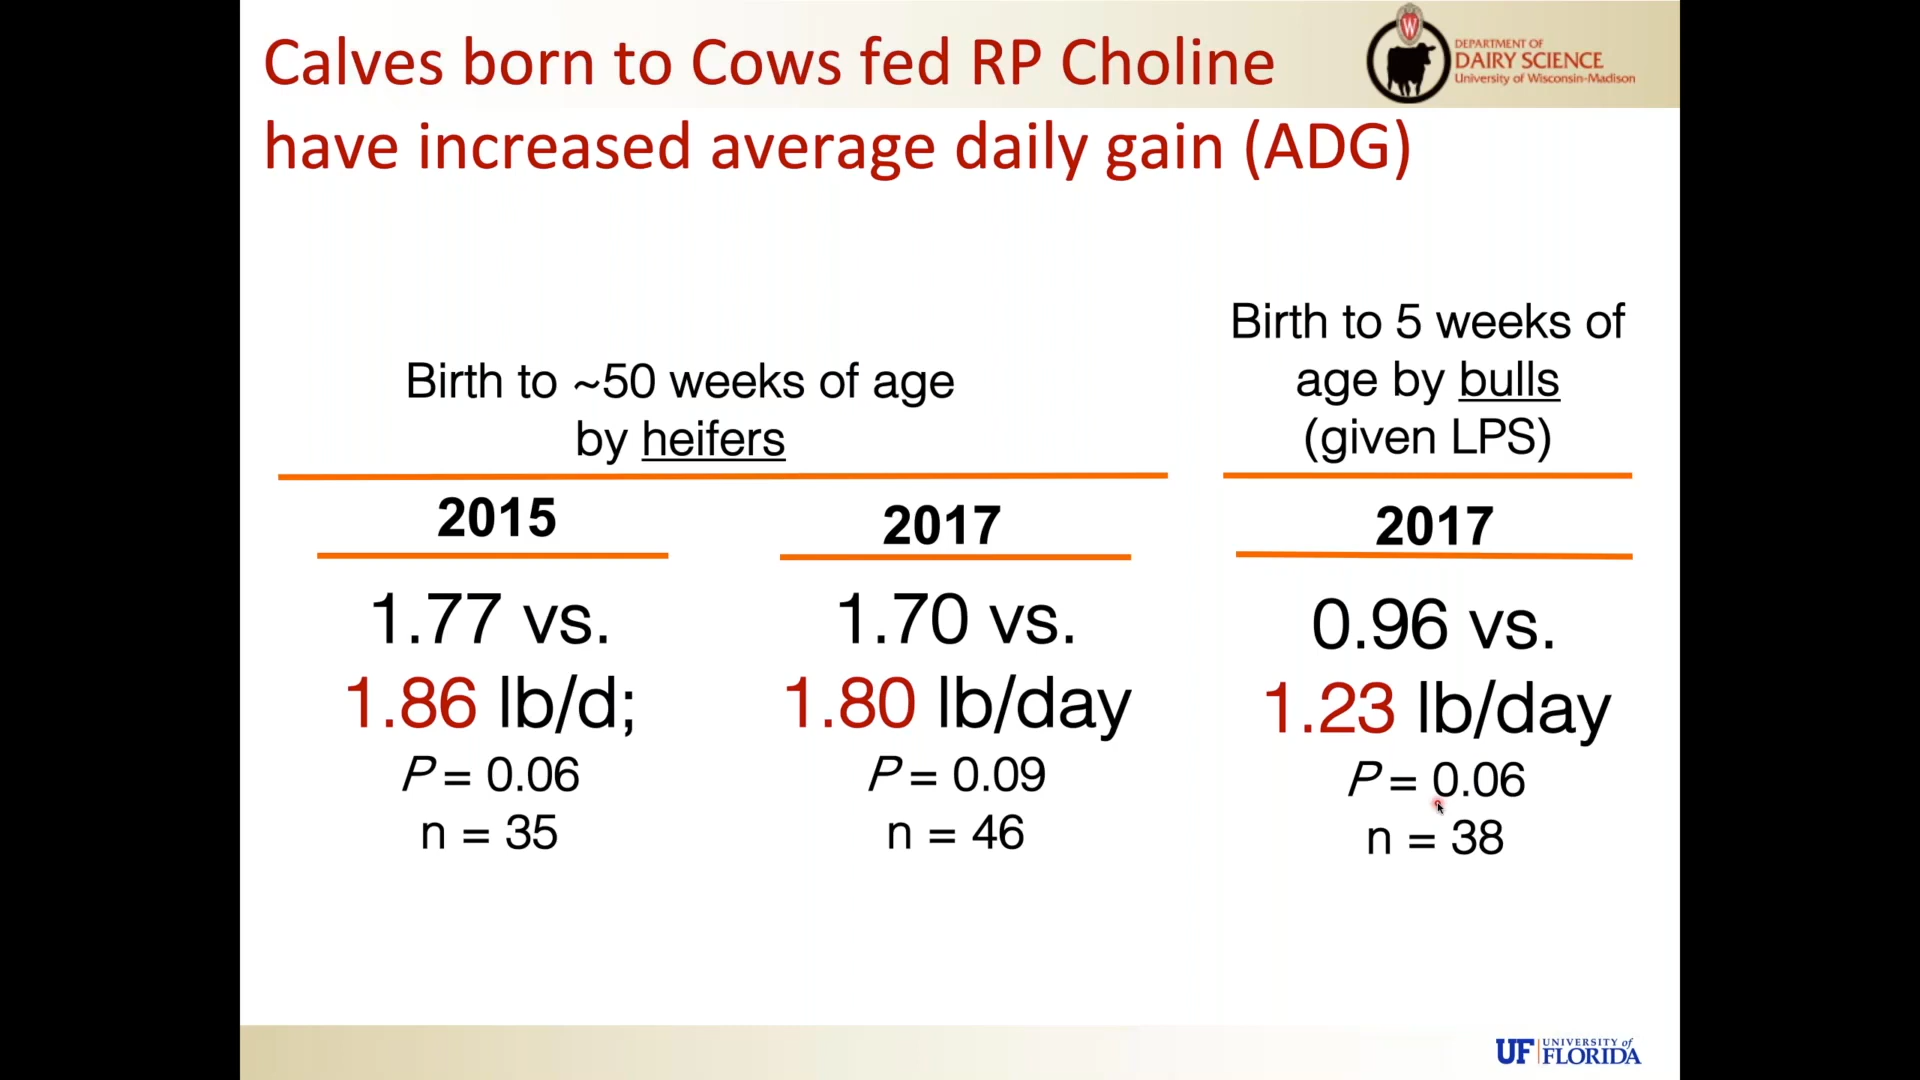 Calves born to Cows fed RP Choline
have increased average daily gain (ADG)
W
DEPARTMENT OF
DAIRY SCIENCE
University of Wisconsin-Madison
Birth to ~50 weeks of age
by heifers
2015
1.77 vs.
1.86 lb/d;
P = 0.06
n = 35
2017
1.70 vs.
1.80 lb/day
P = 0.09
n = 46
Birth to 5 weeks of
age by bulls
(given LPS)
2017
0.96 vs.
1.23 lb/day
P = 0.06
n = 38
UF UNIVERSITY of
FLORIDA